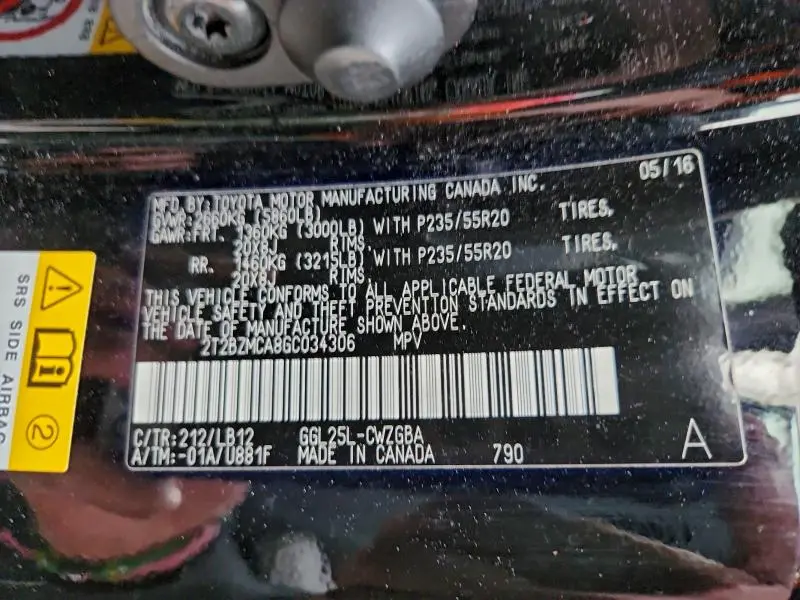 05/16
MFD.BY:TOYOTA MOTOR MANUFACTURING CANADA INC.
GVWR:2660KG (5860LB)
GAWR:FRT. 1360KG (3000LB) WITH P235/55R20 TIRES,
20X8J RIMS.
RR. 1460KG (3215LB) WITH P235/55R20 TIRES,
20X8J RIMS.
THIS VEHICLE CONFORMS TO ALL APPLICABLE FEDERAL MOTOR
VEHICLE SAFETY AND THEFT PREVENTION STANDARDS IN EFFECT ON
THE DATE OF MANUFACTURE SHOWN ABOVE.
2T2BZMCA8GC034306 MPV
C/TR:212/LB12 GGL25L-CWZGBA
A/TM:-01A/U881F MADE IN CANADA 790 A
SRS SIDE AIRBAG
2